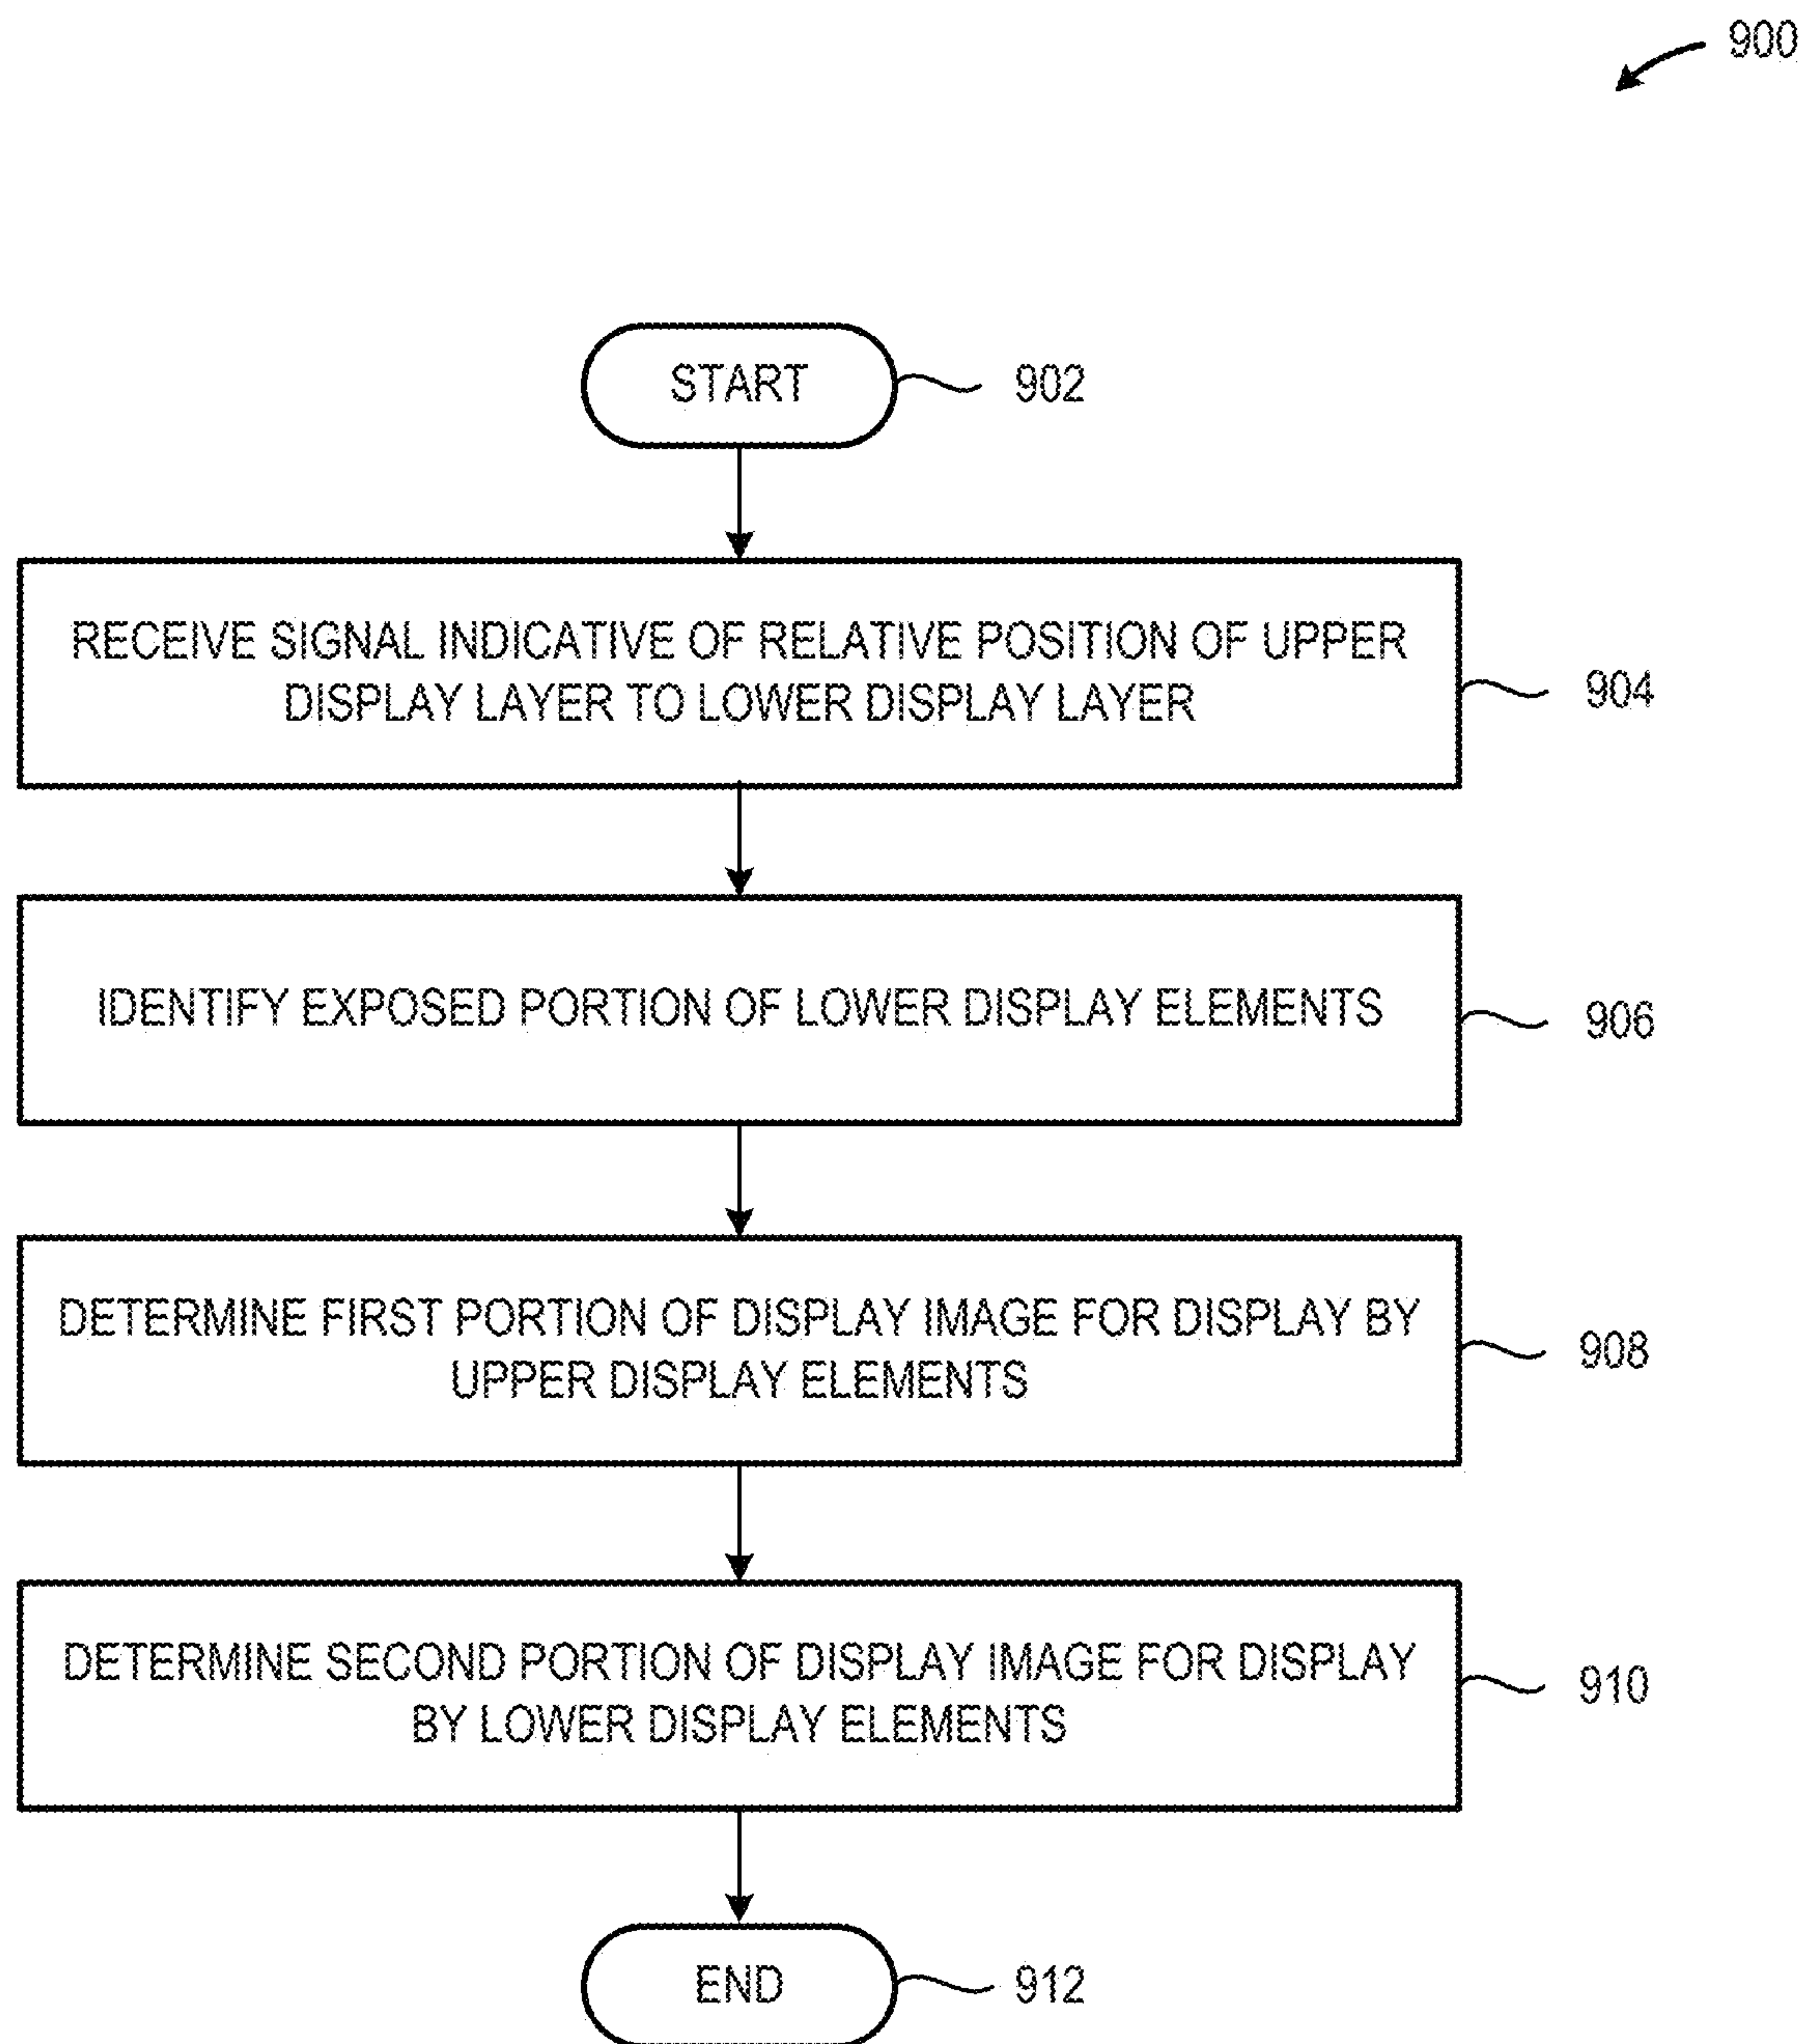 900
START
902
RECEIVE SIGNAL INDICATIVE OF RELATIVE POSITION OF UPPER
DISPLAY LAYER TO LOWER DISPLAY LAYER
904
IDENTIFY EXPOSED PORTION OF LOWER DISPLAY ELEMENTS
906
DETERMINE FIRST PORTION OF DISPLAY IMAGE FOR DISPLAY BY
UPPER DISPLAY ELEMENTS
908
DETERMINE SECOND PORTION OF DISPLAY IMAGE FOR DISPLAY
BY LOWER DISPLAY ELEMENTS
910
END
912